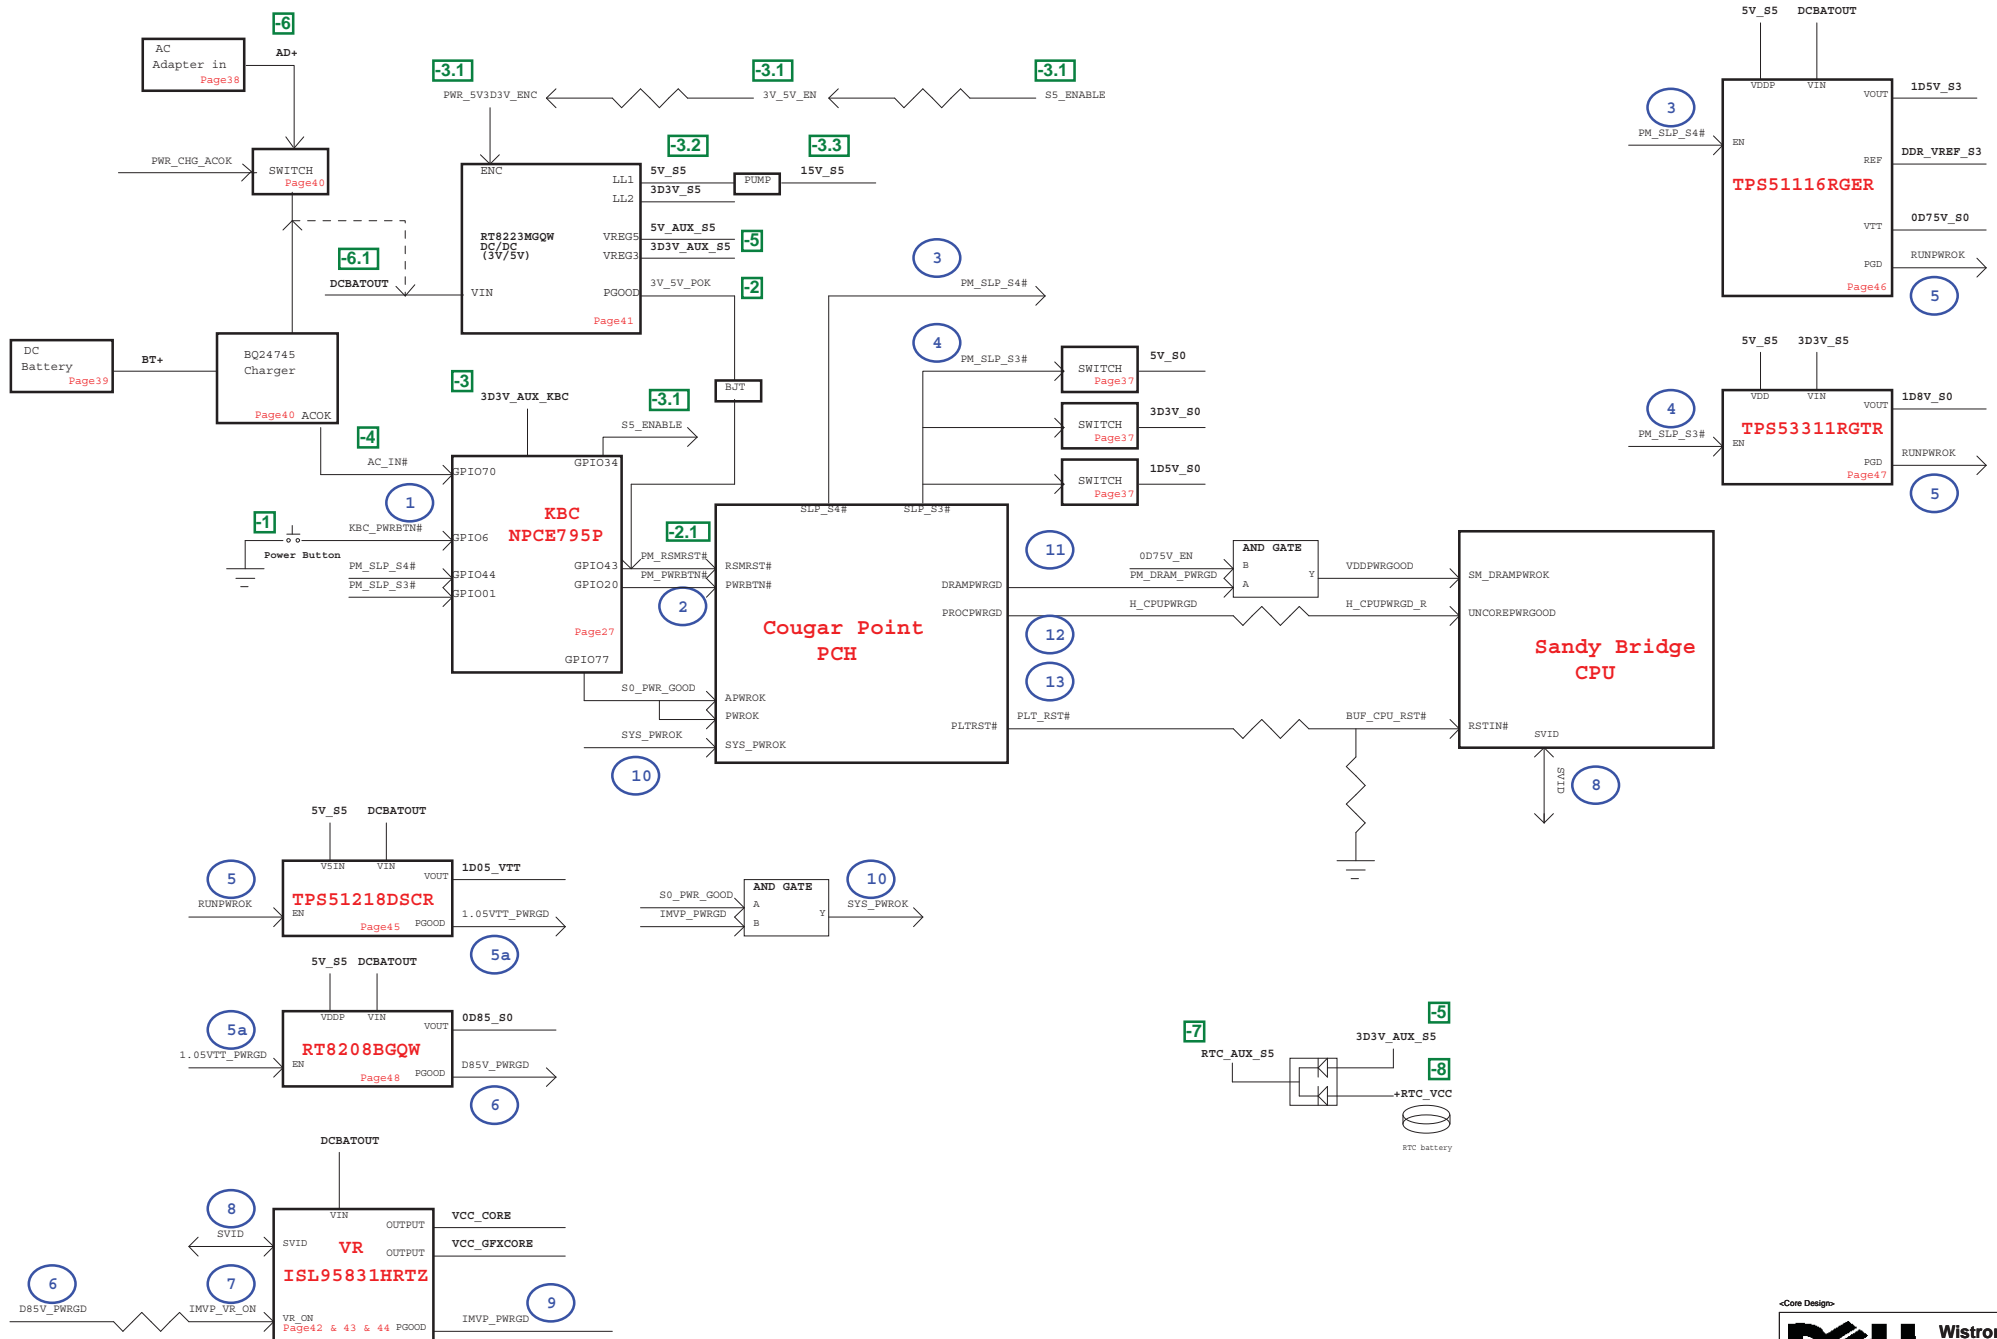 -6
AC
Adapter in
Page38
AD+
PWR_CHG_ACOK
SWITCH
Page40
-6.1
DCBATOUT
DC
Battery
Page39
BT+
BQ24745
Charger
Page40 ACOK
-4
AC_IN#
-3.1
PWR_5V3D3V_ENC
-3.1
3V_5V_EN
-3.1
S5_ENABLE
ENC
RT8223MGQW
DC/DC
(3V/5V)
VIN
LL1
LL2
VREG5
VREG3
PGOOD
Page41
-3.2
5V_S5
3D3V_S5
PUMP
-3.3
15V_S5
5V_AUX_S5
3D3V_AUX_S5
-5
3V_5V_POK
-2
BJT
-3
3D3V_AUX_KBC
-3.1
S5_ENABLE
1
-1
Power Button
KBC_PWRBTN#
PM_SLP_S4#
PM_SLP_S3#
GPIO70
GPIO34
KBC
NPCE795P
GPIO6
GPIO44
GPIO01
GPIO43
GPIO20
Page27
GPIO77
-2.1
PM_RSMRST#
PM_PWRBTN#
2
S0_PWR_GOOD
SYS_PWROK
10
3
PM_SLP_S4#
4
PM_SLP_S3#
SWITCH
Page37
5V_S0
SWITCH
Page37
3D3V_S0
SWITCH
Page37
1D5V_S0
SLP_S4#
SLP_S3#
RSMRST#
PWRBTN#
DRAMPWRGD
PROCPWRGD
Cougar Point
PCH
APWROK
PWROK
SYS_PWROK
PLTRST#
11
12
13
PLT_RST#
0D75V_EN
PM_DRAM_PWRGD
AND GATE
B
A
Y
VDDPWRGOOD
H_CPUPWRGD
H_CPUPWRGD_R
BUF_CPU_RST#
SM_DRAMPWROK
UNCOREPWRGOOD
Sandy Bridge
CPU
RSTIN#
SVID
SVID
8
5V_S5
DCBATOUT
VDDP
VIN
VOUT
1D5V_S3
3
PM_SLP_S4#
EN
REF
DDR_VREF_S3
TPS51116RGER
VTT
0D75V_S0
PGD
RUNPWROK
Page46
5
5V_S5
3D3V_S5
VDD
VIN
VOUT
1D8V_S0
4
PM_SLP_S3#
EN
TPS53311RGTR
PGD
RUNPWROK
Page47
5
5V_S5
DCBATOUT
V5IN
VIN
VOUT
1D05_VTT
5
RUNPWROK
TPS51218DSCR
EN
Page45
PGOOD
1.05VTT_PWRGD
5a
S0_PWR_GOOD
IMVP_PWRGD
AND GATE
A
B
Y
10
SYS_PWROK
5V_S5
DCBATOUT
VDDP
VIN
VOUT
0D85_S0
5a
1.05VTT_PWRGD
RT8208BGQW
EN
Page48
PGOOD
D85V_PWRGD
6
-7
RTC_AUX_S5
-5
3D3V_AUX_S5
-8
+RTC_VCC
RTC battery
DCBATOUT
VIN
8
SVID
SVID
OUTPUT
VCC_CORE
VR
OUTPUT
VCC_GFXCORE
ISL95831HRTZ
6
D85V_PWRGD
7
IMVP_VR_ON
VR_ON
Page42 & 43 & 44
PGOOD
IMVP_PWRGD
9
<Core Design>
DELL
Wistron